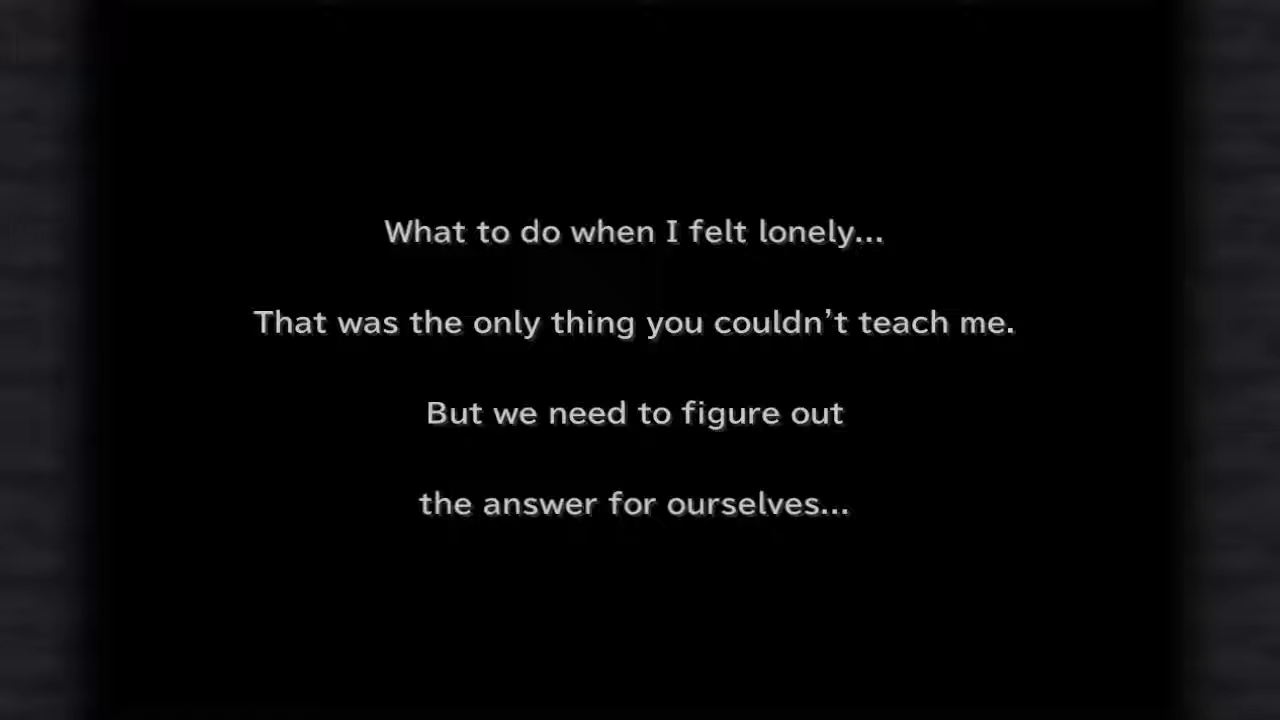 What to do when I felt lonely...
That was the only thing you couldn't teach me.
But we need to figure out
the answer for ourselves...